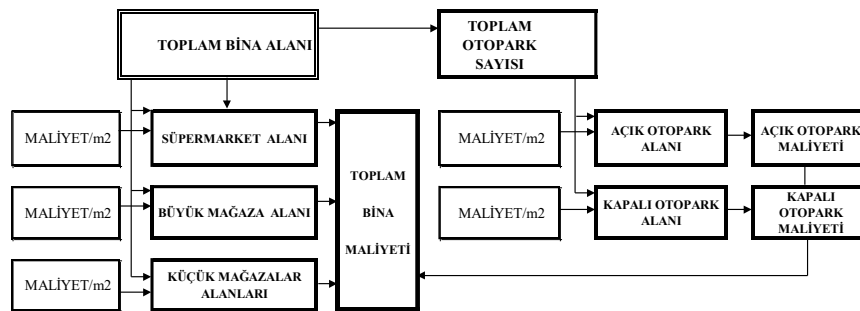 TOPLAM BİNA ALANI
TOPLAM
OTOPARK
SAYISI
MALİYET/m2
SÜPERMARKET ALANI
MALİYET/m2
BÜYÜK MAĞAZA ALANI
MALİYET/m2
KÜÇÜK MAĞAZALAR
ALANLARI
TOPLAM
BİNA
MALİYETİ
MALİYET/m2
AÇIK OTOPARK
ALANI
AÇIK OTOPARK
MALİYETİ
MALİYET/m2
KAPALI OTOPARK
ALANI
KAPALI
OTOPARK
MALİYETİ